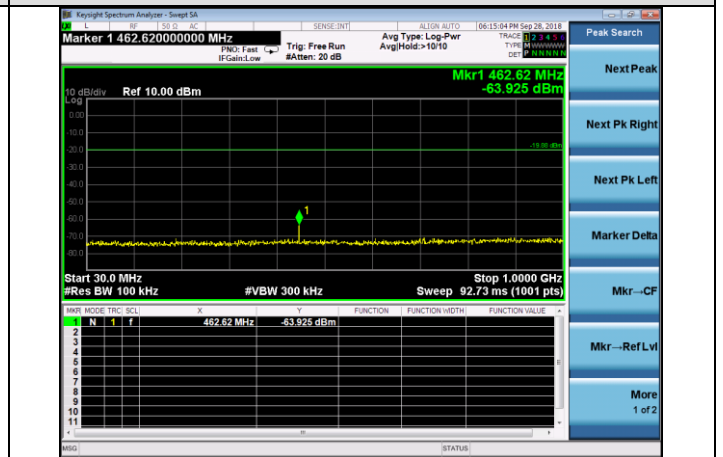 Keysight Spectrum Analyzer - Swept SA
L RF 50 Ω AC SENSE:INT ALIGN AUTO 06:15:04 PM Sep 28, 2018
Marker 1 462.620000000 MHz
PNO: Fast
IFGain:Low
Trig: Free Run
#Atten: 20 dB
Avg Type: Log-Pwr
Avg|Hold:>10/10
TRACE 1 2 3 4 5 6
TYPE M WWWWW
DET P NNNNN
Peak Search
Mkr1 462.62 MHz
-63.925 dBm
10 dB/div Ref 10.00 dBm
Log
0.00
-10.0
-20.0
-30.0
-40.0
-50.0
-60.0
-70.0
-80.0
1
Start 30.0 MHz Stop 1.0000 GHz
#Res BW 100 kHz #VBW 300 kHz Sweep 92.73 ms (1001 pts)
MKR MODE TRC SCL X Y FUNCTION FUNCTION WIDTH FUNCTION VALUE
1 N 1 f 462.62 MHz -63.925 dBm
2
3
4
5
6
7
8
9
10
11
MSG STATUS
Next Peak
Next Pk Right
Next Pk Left
Marker Delta
Mkr→CF
Mkr→Ref Lvl
More
1 of 2